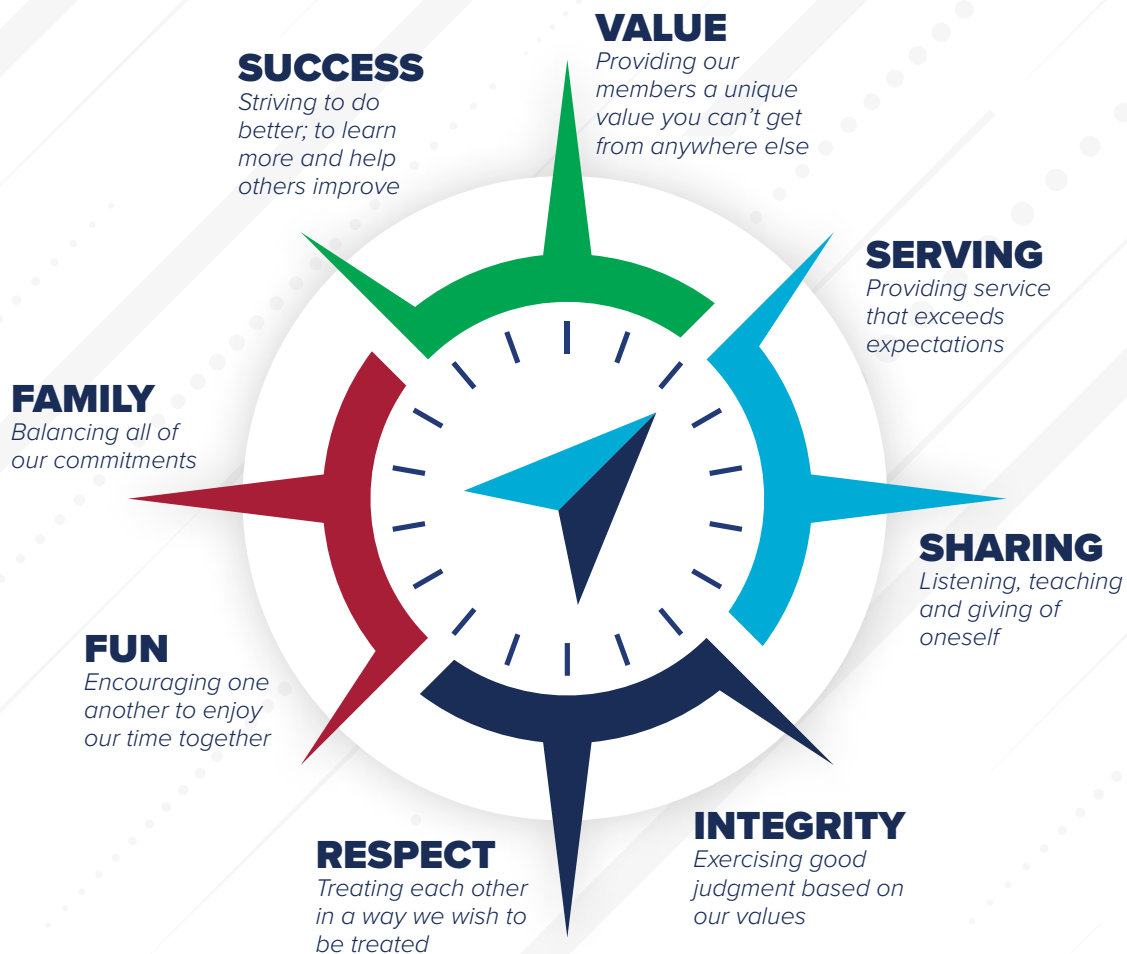 VALUE
Providing our
members a unique
value you can’t get
from anywhere else
SERVING
Providing service
that exceeds
expectations
SHARING
Listening, teaching
and giving of
oneself
INTEGRITY
Exercising good
judgment based on
our values
RESPECT
Treating each other
in a way we wish to
be treated
FUN
Encouraging one
another to enjoy
our time together
FAMILY
Balancing all of
our commitments
SUCCESS
Striving to do
better; to learn
more and help
others improve